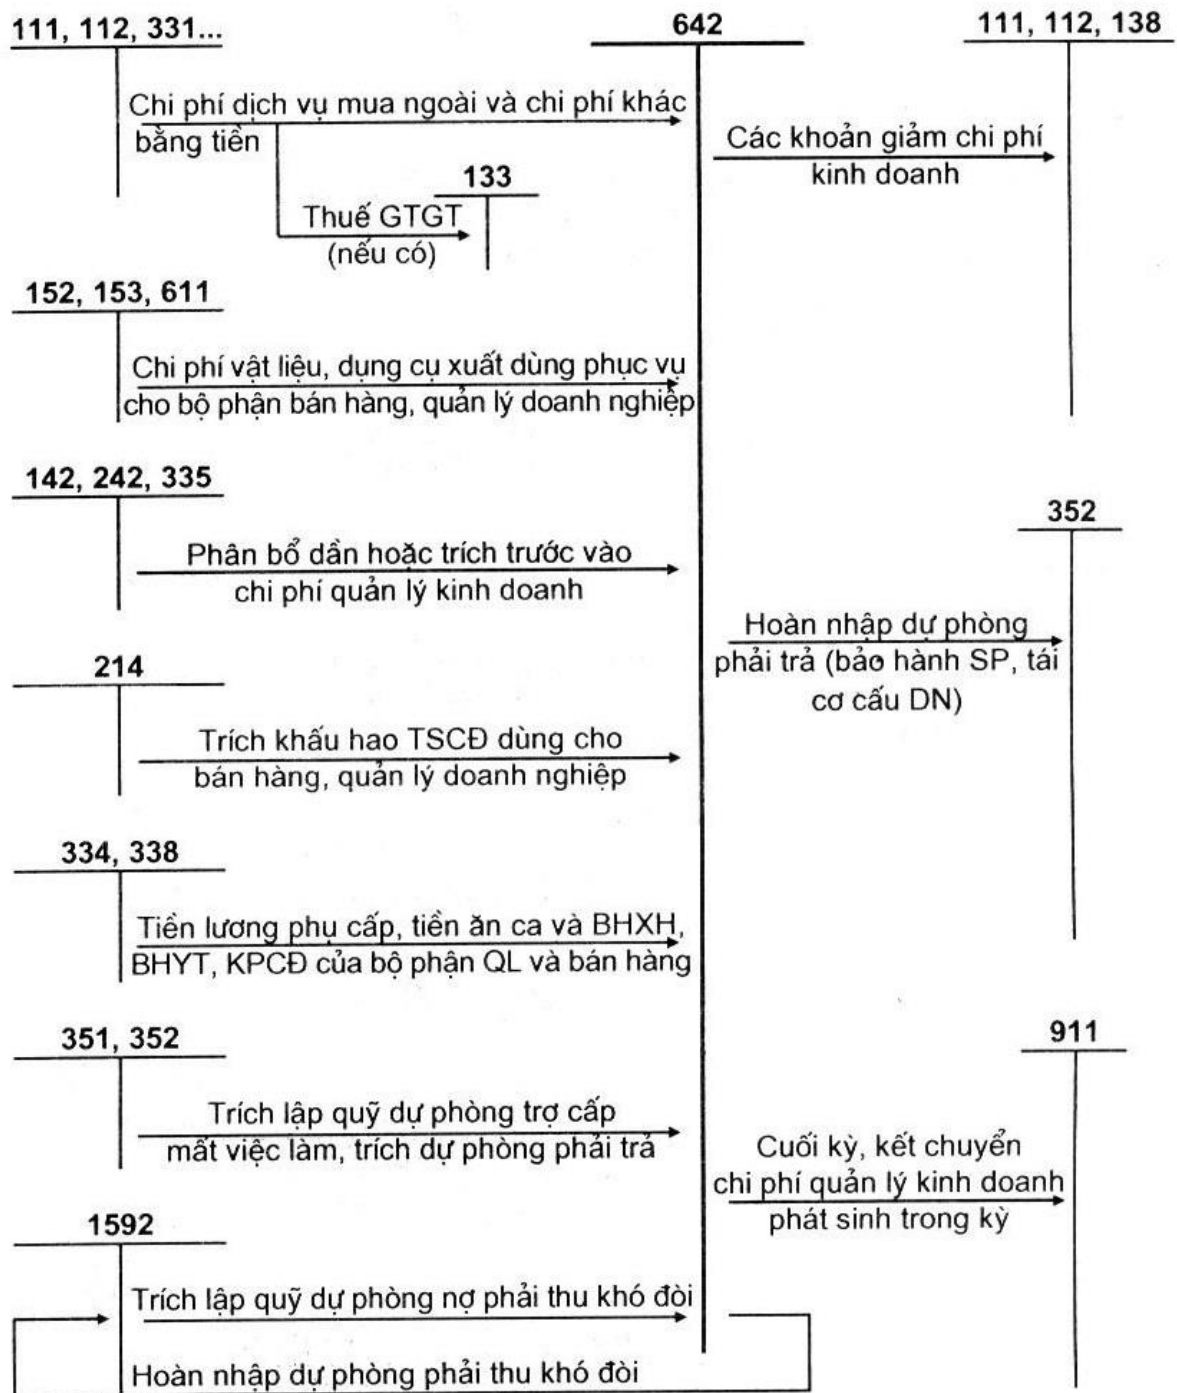 111, 112, 331...
642
111, 112, 138
Chi phí dịch vụ mua ngoài và chi phí khác
bằng tiền
Các khoản giảm chi phí
kinh doanh
133
Thuế GTGT
(nếu có)
152, 153, 611
Chi phí vật liệu, dụng cụ xuất dùng phục vụ
cho bộ phận bán hàng, quản lý doanh nghiệp
142, 242, 335
352
Phân bổ dần hoặc trích trước vào
chi phí quản lý kinh doanh
Hoàn nhập dự phòng
phải trả (bảo hành SP, tái
cơ cấu DN)
214
Trích khấu hao TSCĐ dùng cho
bán hàng, quản lý doanh nghiệp
334, 338
Tiền lương phụ cấp, tiền ăn ca và BHXH,
BHYT, KPCĐ của bộ phận QL và bán hàng
351, 352
911
Trích lập quỹ dự phòng trợ cấp
mất việc làm, trích dự phòng phải trả
Cuối kỳ, kết chuyển
chi phí quản lý kinh doanh
phát sinh trong kỳ
1592
Trích lập quỹ dự phòng nợ phải thu khó đòi
Hoàn nhập dự phòng phải thu khó đòi